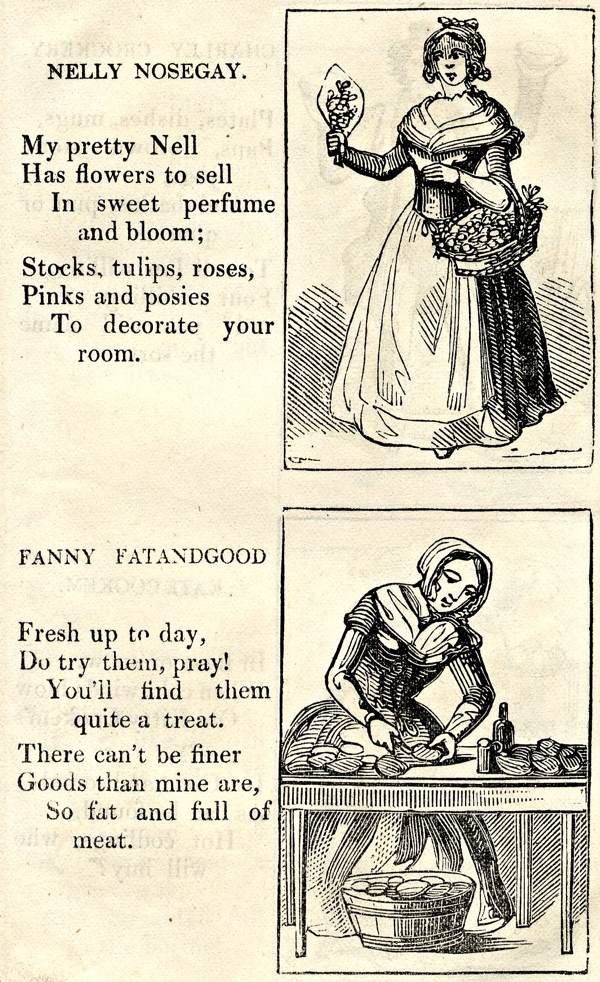 NELLY NOSEGAY.
My pretty Nell
Has flowers to sell
In sweet perfume
and bloom;
Stocks, tulips, roses,
Pinks and posies
To decorate your
room.
FANNY FATANDGOOD
Fresh up to day,
Do try them, pray!
You'll find them
quite a treat.
There can't be finer
Goods than mine are,
So fat and full of
meat.